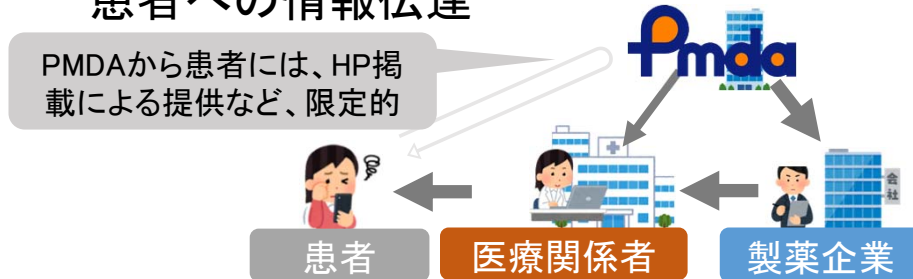 患者への情報伝達
PMDAから患者には、HP掲
載による提供など、限定的
Pmda
会社
患者
医療関係者
製薬企業